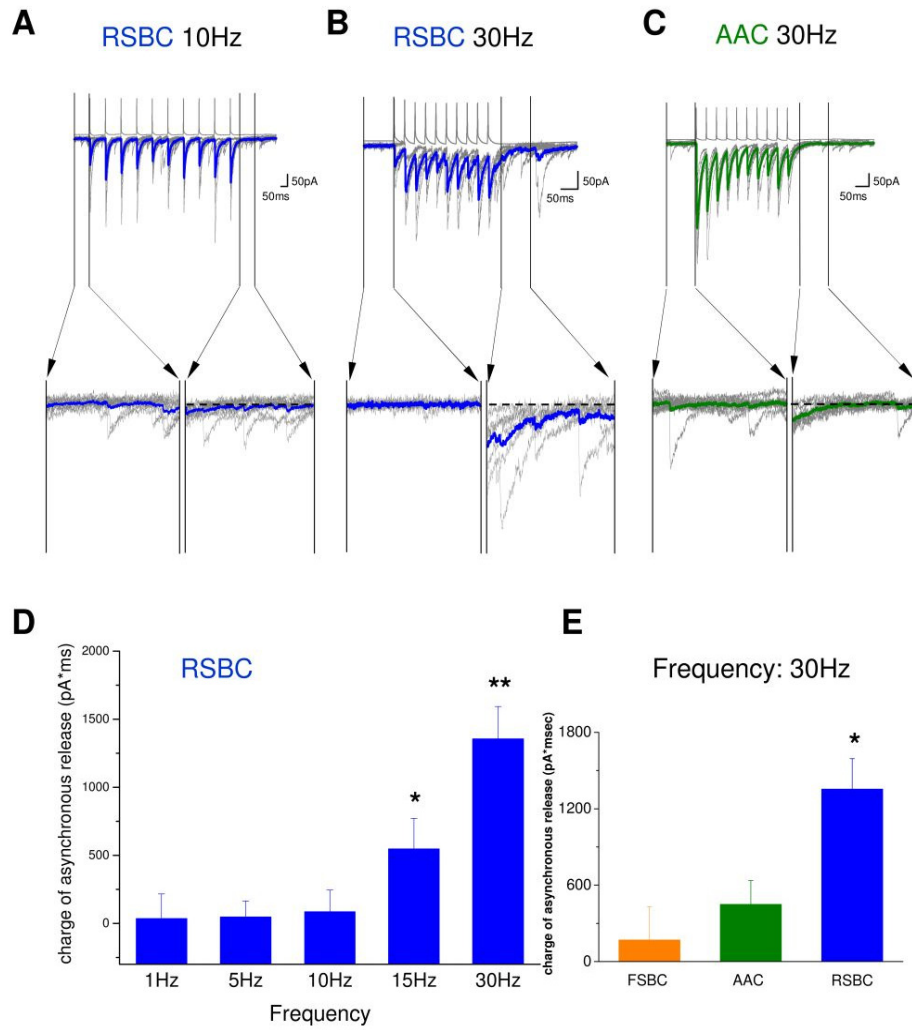 A
RSBC 10Hz
B
RSBC 30Hz
C
AAC 30Hz
50pA
50ms
50pA
50ms
50pA
50ms
D
RSBC
charge of asynchronous release (pA*ms)
2000
1500
1000
500
0
*
**
1Hz
5Hz
10Hz
15Hz
30Hz
Frequency
E
Frequency: 30Hz
charge of asynchronous release (pA*msec)
1800
1200
600
0
*
FSBC
AAC
RSBC